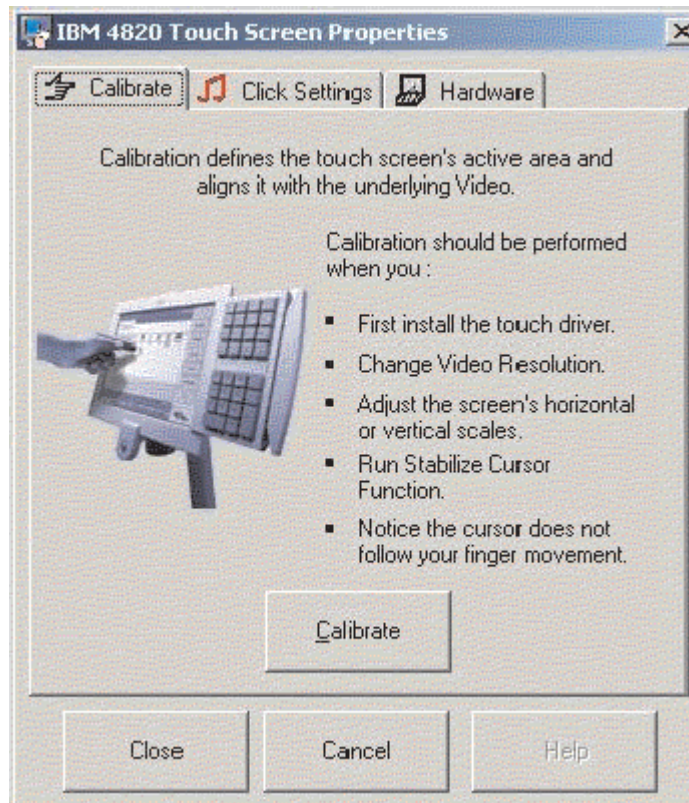 IBM 4820 Touch Screen Properties
Calibrate
Click Settings
Hardware
Calibration defines the touch screen's active area and
aligns it with the underlying Video.
Calibration should be performed
when you :
▪ First install the touch driver.
▪ Change Video Resolution.
▪ Adjust the screen's horizontal
or vertical scales.
▪ Run Stabilize Cursor
Function.
▪ Notice the cursor does not
follow your finger movement.
Calibrate
Close
Cancel
Help